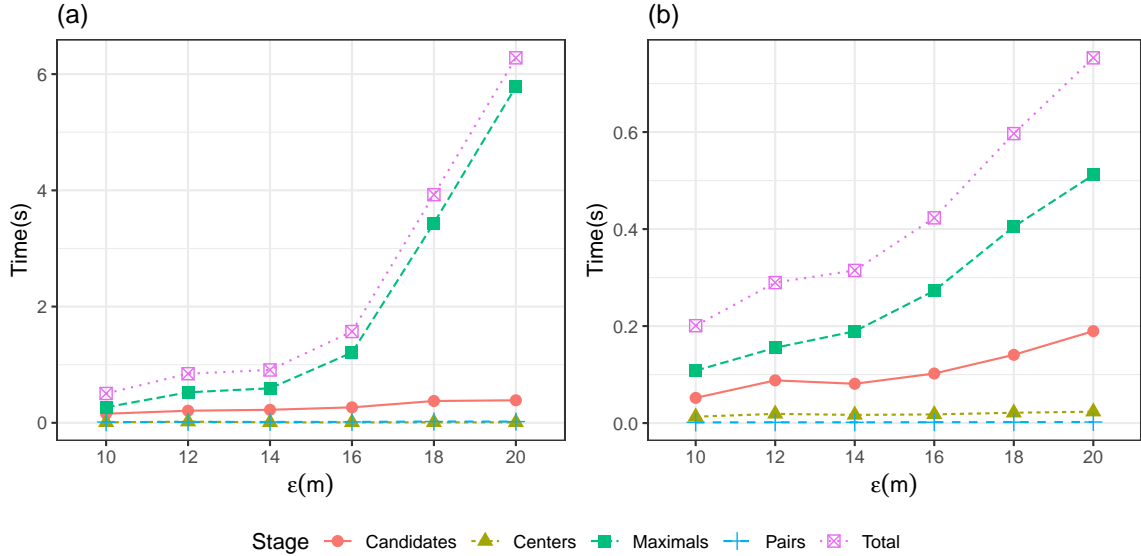 (a)
(b)
Time(s)
6
4
2
0
10 12 14 16 18 20
ε(m)
Time(s)
0.6
0.4
0.2
0.0
10 12 14 16 18 20
ε(m)
Stage Candidates Centers Maximals Pairs Total